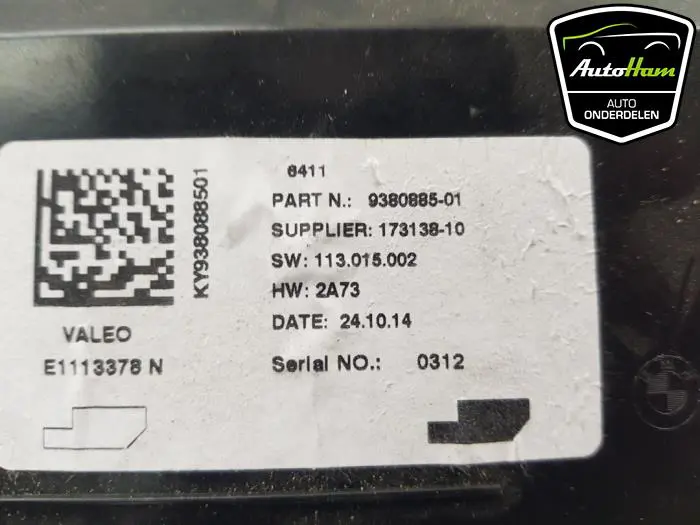 AutoHam
AUTO
ONDERDELEN
6411
PART N.: 9380885-01
SUPPLIER: 173138-10
SW: 113.015.002
HW: 2A73
DATE: 24.10.14
Serial NO.: 0312
KY938088501
VALEO
E1113378 N